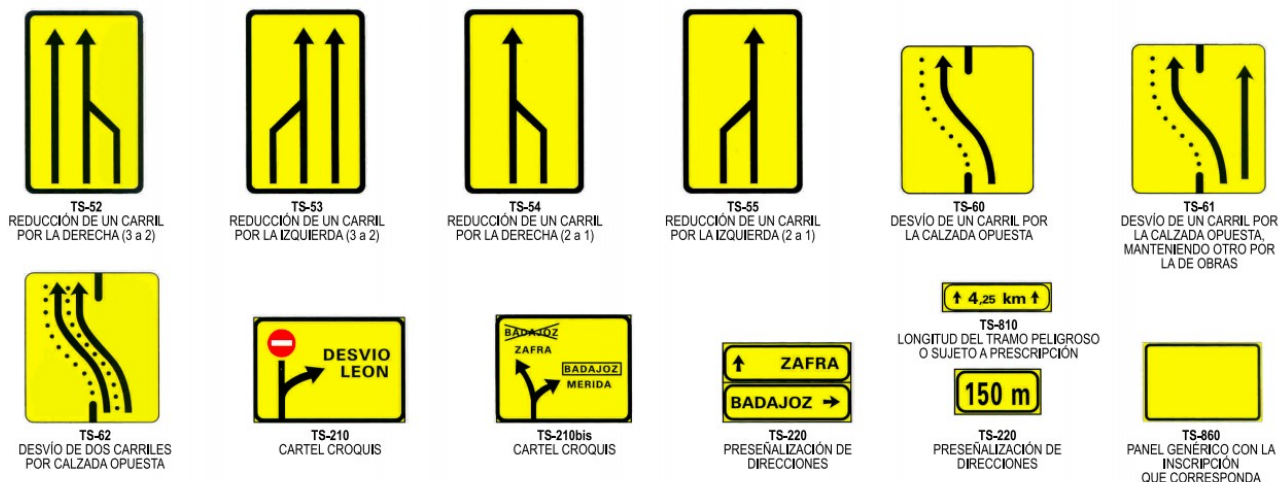 TS-52
REDUCCIÓN DE UN CARRIL
POR LA DERECHA (3 a 2)
TS-53
REDUCCIÓN DE UN CARRIL
POR LA IZQUIERDA (3 a 2)
TS-54
REDUCCIÓN DE UN CARRIL
POR LA DERECHA (2 a 1)
TS-55
REDUCCIÓN DE UN CARRIL
POR LA IZQUIERDA (2 a 1)
TS-60
DESVÍO DE UN CARRIL POR
LA CALZADA OPUESTA
TS-61
DESVÍO DE UN CARRIL POR
LA CALZADA OPUESTA,
MANTENIENDO OTRO POR
LA DE OBRAS
TS-62
DESVÍO DE DOS CARRILES
POR CALZADA OPUESTA
DESVIO
LEON
TS-210
CARTEL CROQUIS
BADAJOZ
ZAFRA
BADAJOZ
MERIDA
TS-210bis
CARTEL CROQUIS
ZAFRA
BADAJOZ
TS-220
PRESEÑALIZACIÓN DE
DIRECCIONES
4,25 km
TS-810
LONGITUD DEL TRAMO PELIGROSO
O SUJETO A PRESCRIPCIÓN
150 m
TS-220
PRESEÑALIZACIÓN DE
DIRECCIONES
TS-860
PANEL GENÉRICO CON LA
INSCRIPCIÓN
QUE CORRESPONDA